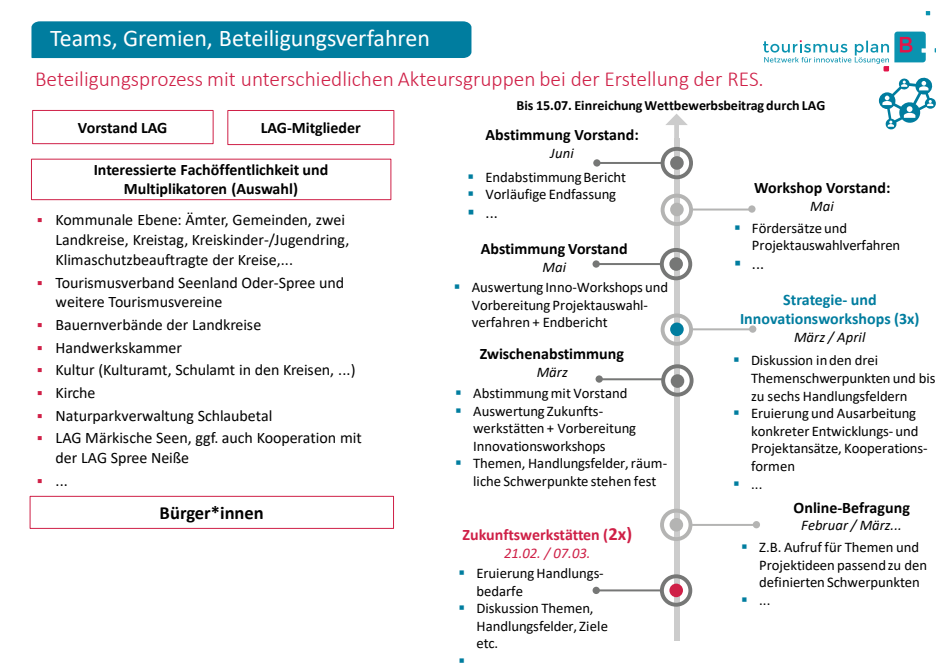 Teams, Gremien, Beteiligungsverfahren
tourismus plan B
Netzwerk für innovative Lösungen
Beteiligungsprozess mit unterschiedlichen Akteursgruppen bei der Erstellung der RES.
Vorstand LAG
LAG-Mitglieder
Interessierte Fachöffentlichkeit und
Multiplikatoren (Auswahl)
▪ Kommunale Ebene: Ämter, Gemeinden, zwei
Landkreise, Kreistag, Kreiskinder-/Jugendring,
Klimaschutzbeauftragte der Kreise,...
▪ Tourismusverband Seenland Oder-Spree und
weitere Tourismusvereine
▪ Bauernverbände der Landkreise
▪ Handwerkskammer
▪ Kultur (Kulturamt, Schulamt in den Kreisen, ...)
▪ Kirche
▪ Naturparkverwaltung Schlaubetal
▪ LAG Märkische Seen, ggf. auch Kooperation mit
der LAG Spree Neiße
▪ ...
Bürger*innen
Bis 15.07. Einreichung Wettbewerbsbeitrag durch LAG
Abstimmung Vorstand:
Juni
▪ Endabstimmung Bericht
▪ Vorläufige Endfassung
▪ ...
Workshop Vorstand:
Mai
▪ Fördersätze und
Projektauswahlverfahren
▪ ...
Abstimmung Vorstand
Mai
▪ Auswertung Inno-Workshops und
Vorbereitung Projektauswahl-
verfahren + Endbericht
Strategie- und
Innovationsworkshops (3x)
März / April
▪ Diskussion in den drei
Themenschwerpunkten und bis
zu sechs Handlungsfeldern
▪ Eruierung und Ausarbeitung
konkreter Entwicklungs- und
Projektansätze, Kooperations-
formen
▪ ...
Zwischenabstimmung
März
▪ Abstimmung mit Vorstand
▪ Auswertung Zukunfts-
werkstätten + Vorbereitung
Innovationsworkshops
▪ Themen, Handlungsfelder, räum-
liche Schwerpunkte stehen fest
Online-Befragung
Februar / März...
▪ Z.B. Aufruf für Themen und
Projektideen passend zu den
definierten Schwerpunkten
▪ ...
Zukunftswerkstätten (2x)
21.02. / 07.03.
▪ Eruierung Handlungs-
bedarfe
▪ Diskussion Themen,
Handlungsfelder, Ziele
etc.